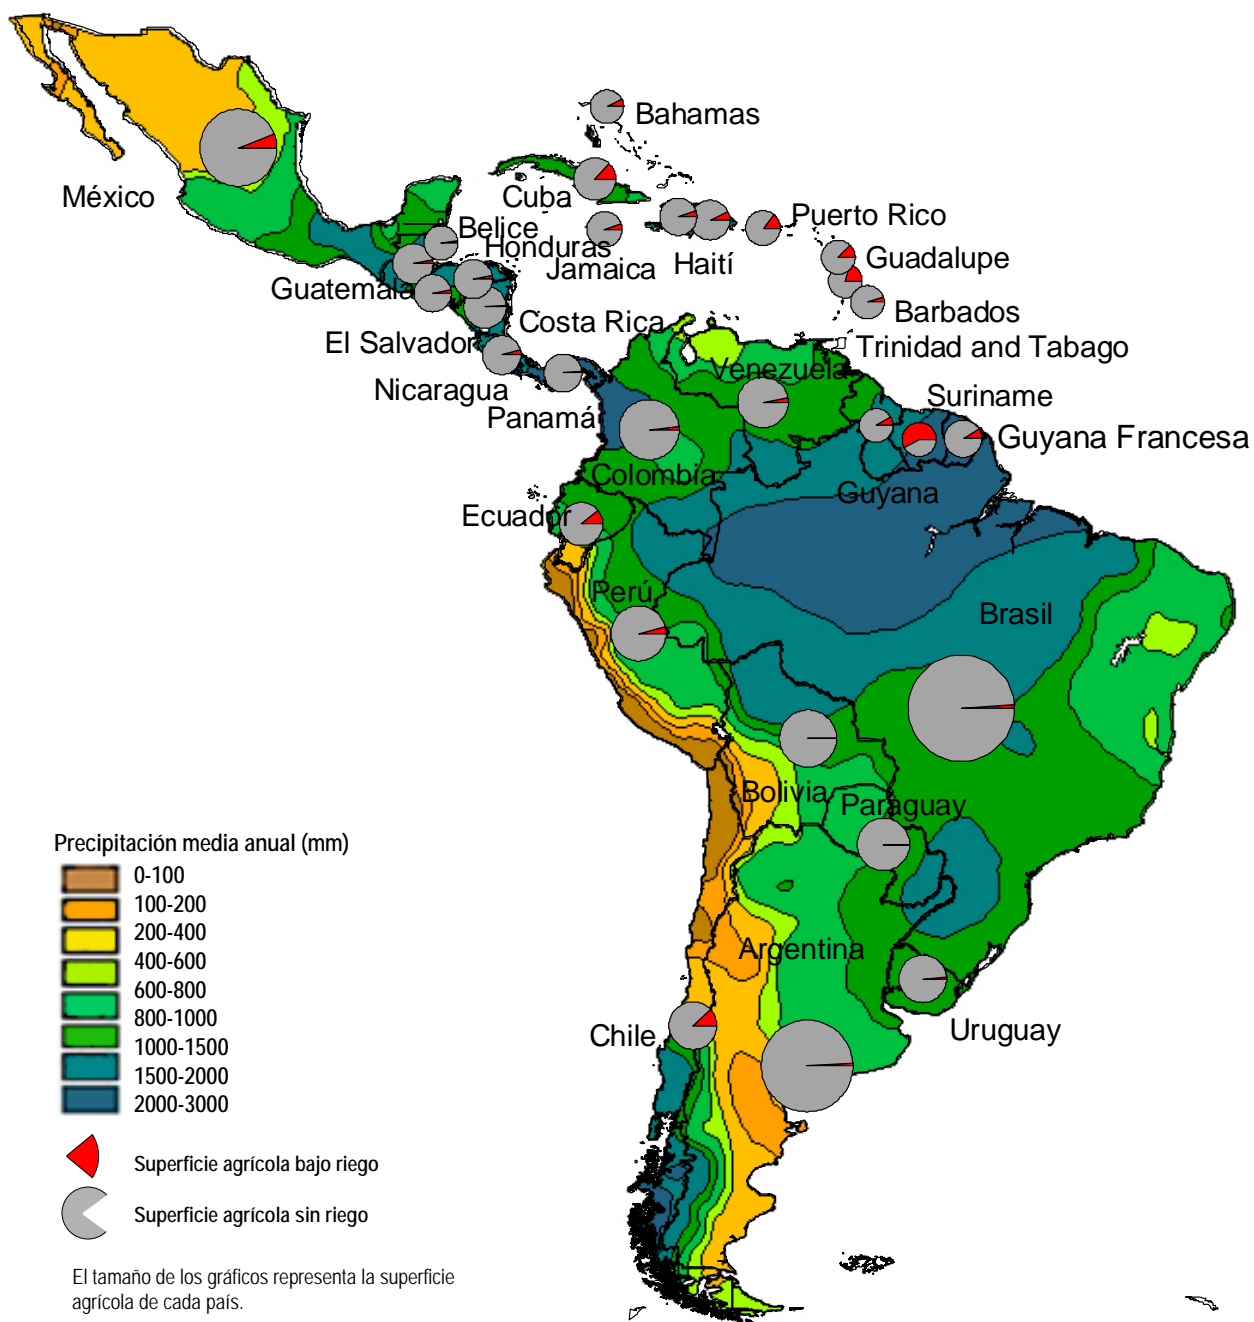 Bahamas
México
Cuba
Belice
Honduras
Puerto Rico
Jamaica
Haití
Guadalupe
Guatemala
Barbados
Costa Rica
El Salvador
Trinidad and Tabago
Venezuela
Nicaragua
Suriname
Panamá
Guyana Francesa
Colombia
Guyana
Ecuador
Perú
Brasil
Bolivia
Paraguay
Argentina
Chile
Uruguay
Precipitación media anual (mm)
0-100
100-200
200-400
400-600
600-800
800-1000
1000-1500
1500-2000
2000-3000
Superficie agrícola bajo riego
Superficie agrícola sin riego
El tamaño de los gráficos representa la superficie
agrícola de cada país.